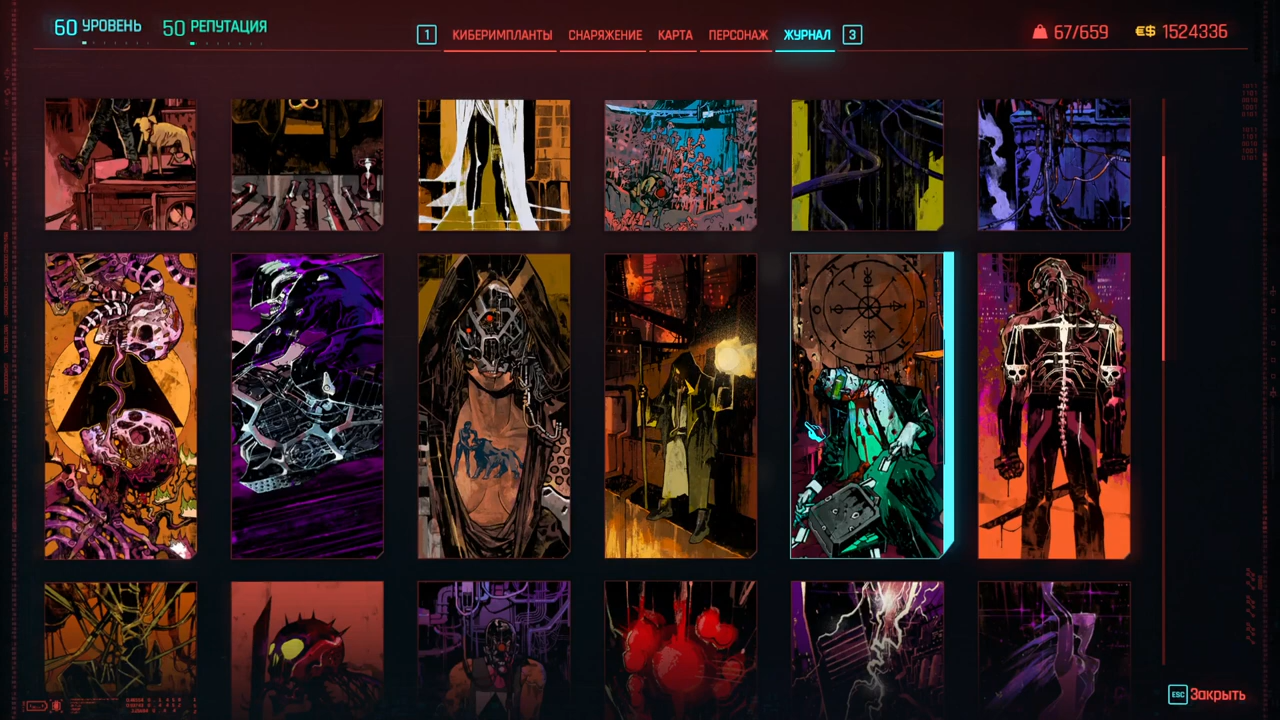 60 УРОВЕНЬ
50 РЕПУТАЦИЯ
1 КИБЕРИМПЛАНТЫ СНАРЯЖЕНИЕ КАРТА ПЕРСОНАЖ ЖУРНАЛ 3
67/659
€$ 1524336
ESC Закрыть